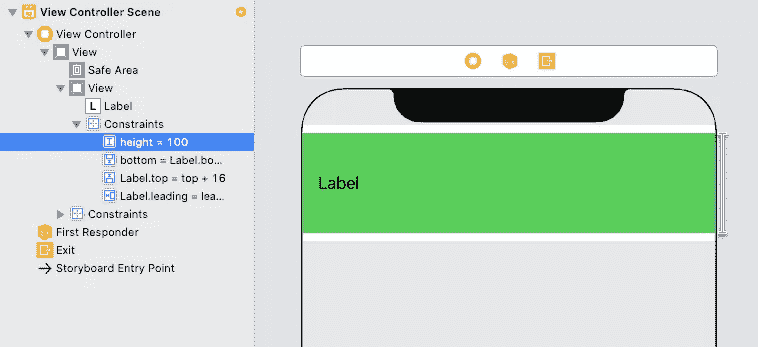 View Controller Scene
View Controller
View
Safe Area
View
L Label
Constraints
height = 100
bottom = Label.bo...
Label.top = top + 16
Label.leading = lea...
Constraints
First Responder
Exit
Storyboard Entry Point
Label